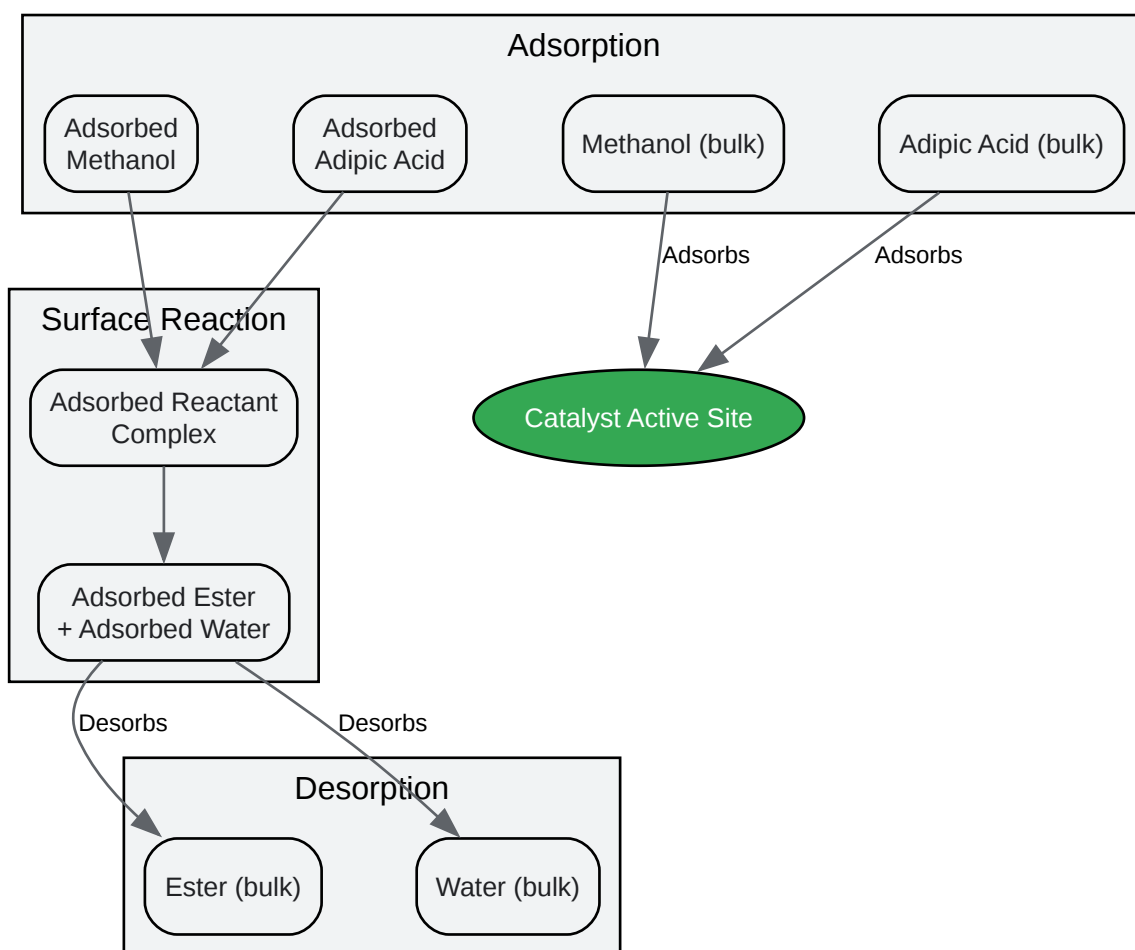 Adsorption
Adsorbed
Methanol
Adsorbed
Adipic Acid
Methanol (bulk)
Adipic Acid (bulk)
Adsorbs
Adsorbs
Surface Reaction
Adsorbed Reactant
Complex
Catalyst Active Site
Adsorbed Ester
+ Adsorbed Water
Desorbs
Desorbs
Desorption
Ester (bulk)
Water (bulk)